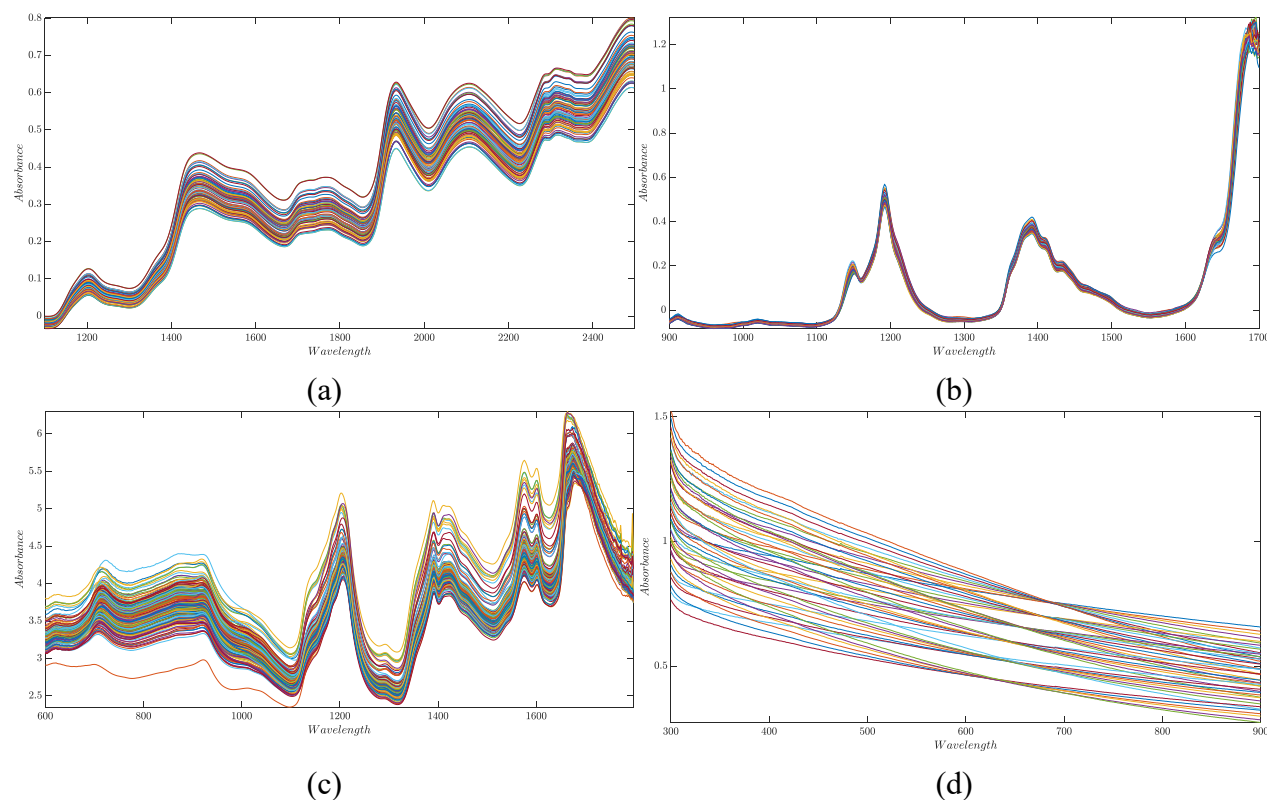 0.8
0.7
0.6
0.5
0.4
0.3
0.2
0.1
0
Absorbance
1200 1400 1600 1800 2000 2200 2400
Wavelength
(a)
1.2
1
0.8
0.6
0.4
0.2
0
Absorbance
900 1000 1100 1200 1300 1400 1500 1600 1700
Wavelength
(b)
6
5.5
5
4.5
4
3.5
3
2.5
Absorbance
600 800 1000 1200 1400 1600
Wavelength
(c)
1.5
1
0.5
Absorbance
300 400 500 600 700 800 900
Wavelength
(d)